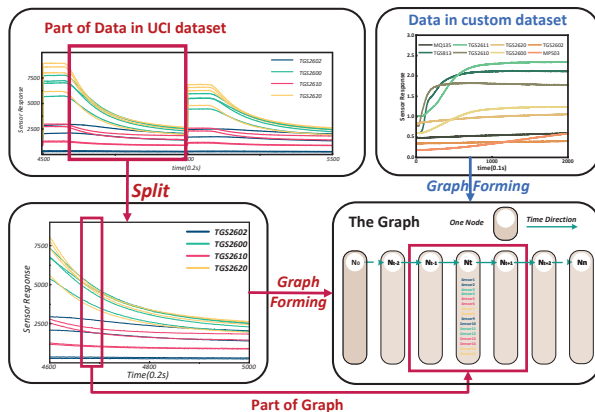 Part of Data in UCI dataset
Data in custom dataset
Sensor Response
7500
5000
2500
4500
5500
time(0.2s)
TGS2602
TGS2600
TGS2610
TGS2620
Sensor Response
3.0
2.5
2.0
1.5
1.0
0.5
0.0
0
1000
2000
time(0.1s)
MQ135 TGS2611 TGS2620 TGS2602
TGS813 TGS2610 TGS2600 MP503
Split
Graph Forming
Sensor Response
7500
5000
2500
4600
4800
5000
Time(0.2s)
TGS2602
TGS2600
TGS2610
TGS2620
Graph
Forming
The Graph
One Node
Time Direction
N0 Nt-2 Nt-1 Nt Nt+1 Nt+2 Nn
Part of Graph